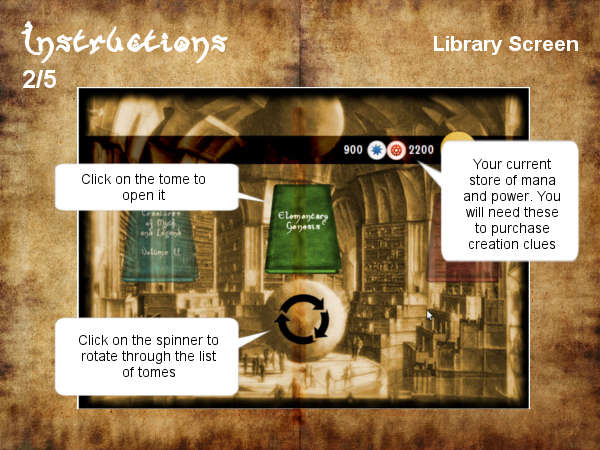 Instructions
2/5
Library Screen
900
2200
Click on the tome to
open it
Your current
store of mana
and power. You
will need these
to purchase
creation clues
Creatures
of Myth
and Legend
Volume II
Elementary
Genesis
Click on the spinner to
rotate through the list
of tomes